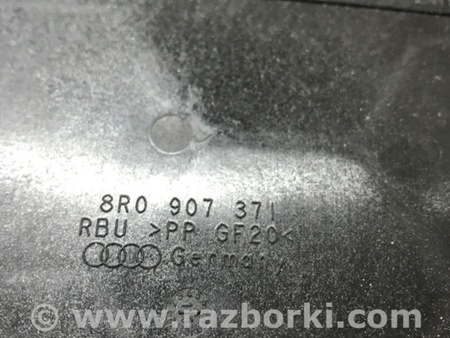 8R0 907 371
RBU >PP GF20<
Germany
www.razborki.com